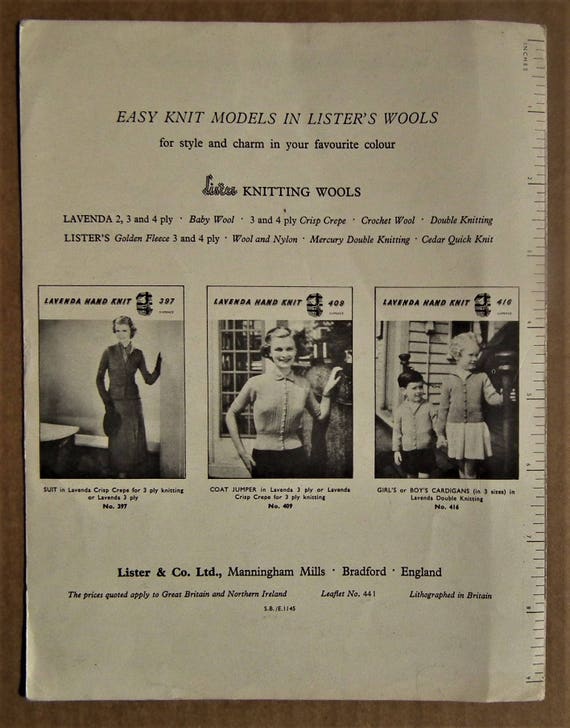 INCHES
EASY KNIT MODELS IN LISTER'S WOOLS
for style and charm in your favourite colour
Lister KNITTING WOOLS
LAVENDA 2, 3 and 4 ply · Baby Wool · 3 and 4 ply Crisp Crepe · Crochet Wool · Double Knitting
LISTER'S Golden Fleece 3 and 4 ply · Wool and Nylon · Mercury Double Knitting · Cedar Quick Knit
LAVENDA HAND KNIT 397
LAVENDA HAND KNIT 409
LAVENDA HAND KNIT 416
SUIT in Lavenda Crisp Crepe for 3 ply knitting
or Lavenda 3 ply
No. 397
COAT JUMPER in Lavenda 3 ply or Lavenda
Crisp Crepe for 3 ply knitting
No. 409
GIRL'S or BOY'S CARDIGANS (in 3 sizes) in
Lavenda Double Knitting
No. 416
Lister & Co. Ltd., Manningham Mills · Bradford · England
The prices quoted apply to Great Britain and Northern Ireland Leaflet No. 441 Lithographed in Britain
S.B./E.1145